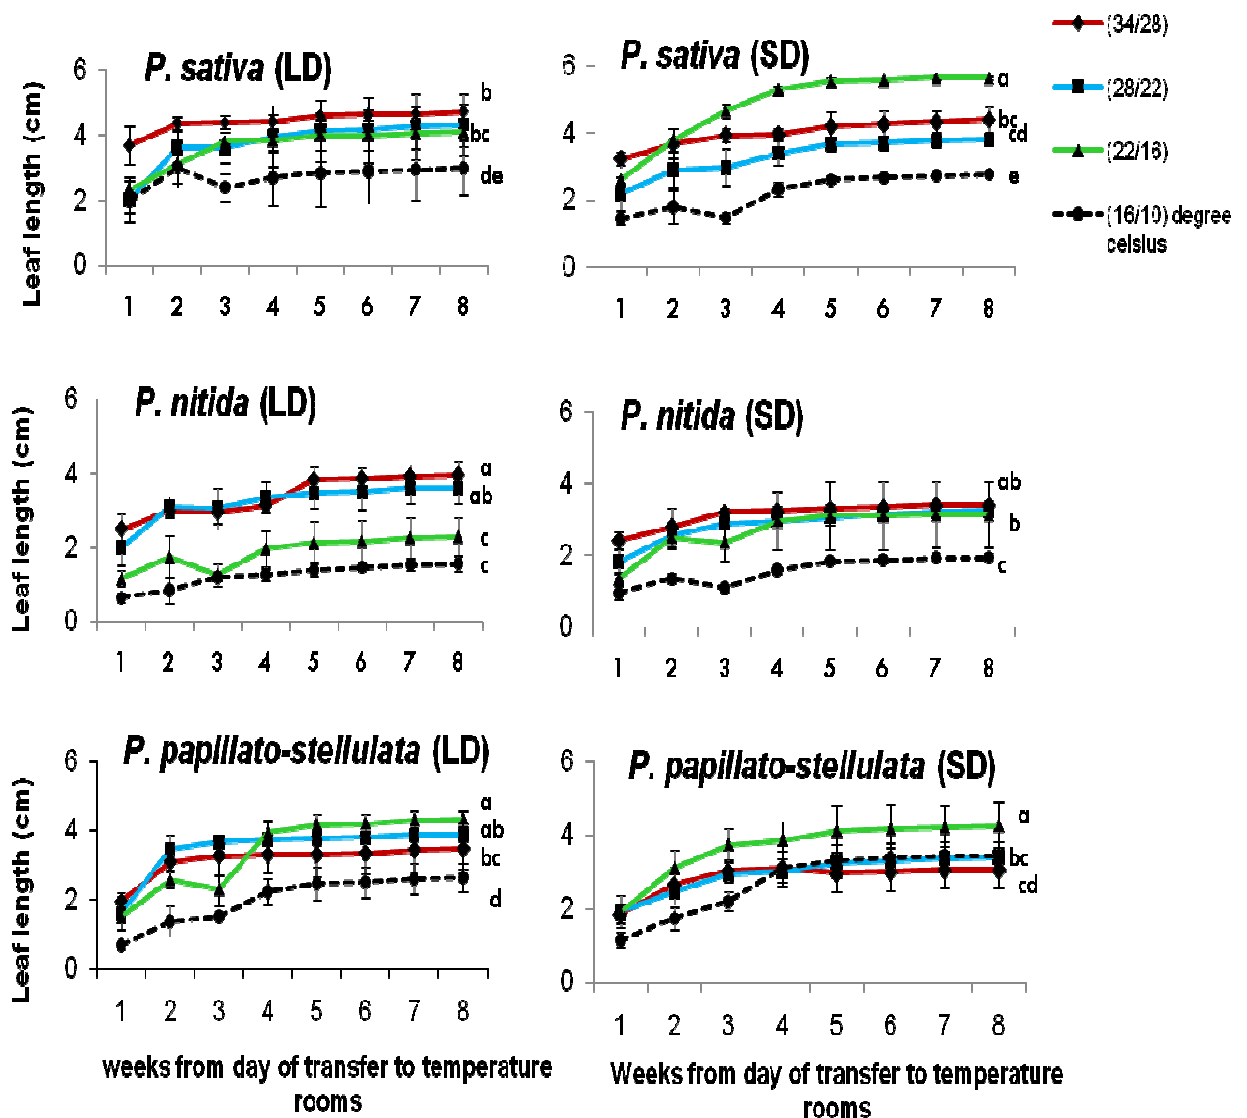 P. sativa (LD)
6
4
2
0
Leaf length (cm)
b
bc
de
1 2 3 4 5 6 7 8
P. sativa (SD)
6
4
2
0
a
bc
cd
e
1 2 3 4 5 6 7 8
(34/28)
(28/22)
(22/16)
(16/10) degree
celsius
P. nitida (LD)
6
4
2
0
Leaf length (cm)
a
ab
c
c
1 2 3 4 5 6 7 8
P. nitida (SD)
6
4
2
0
ab
b
c
1 2 3 4 5 6 7 8
P. papillato-stellulata (LD)
6
4
2
0
Leaf length (cm)
a
ab
bc
d
1 2 3 4 5 6 7 8
weeks from day of transfer to temperature
rooms
P. papillato-stellulata (SD)
6
4
2
0
a
bc
cd
1 2 3 4 5 6 7 8
Weeks from day of transfer to temperature
rooms